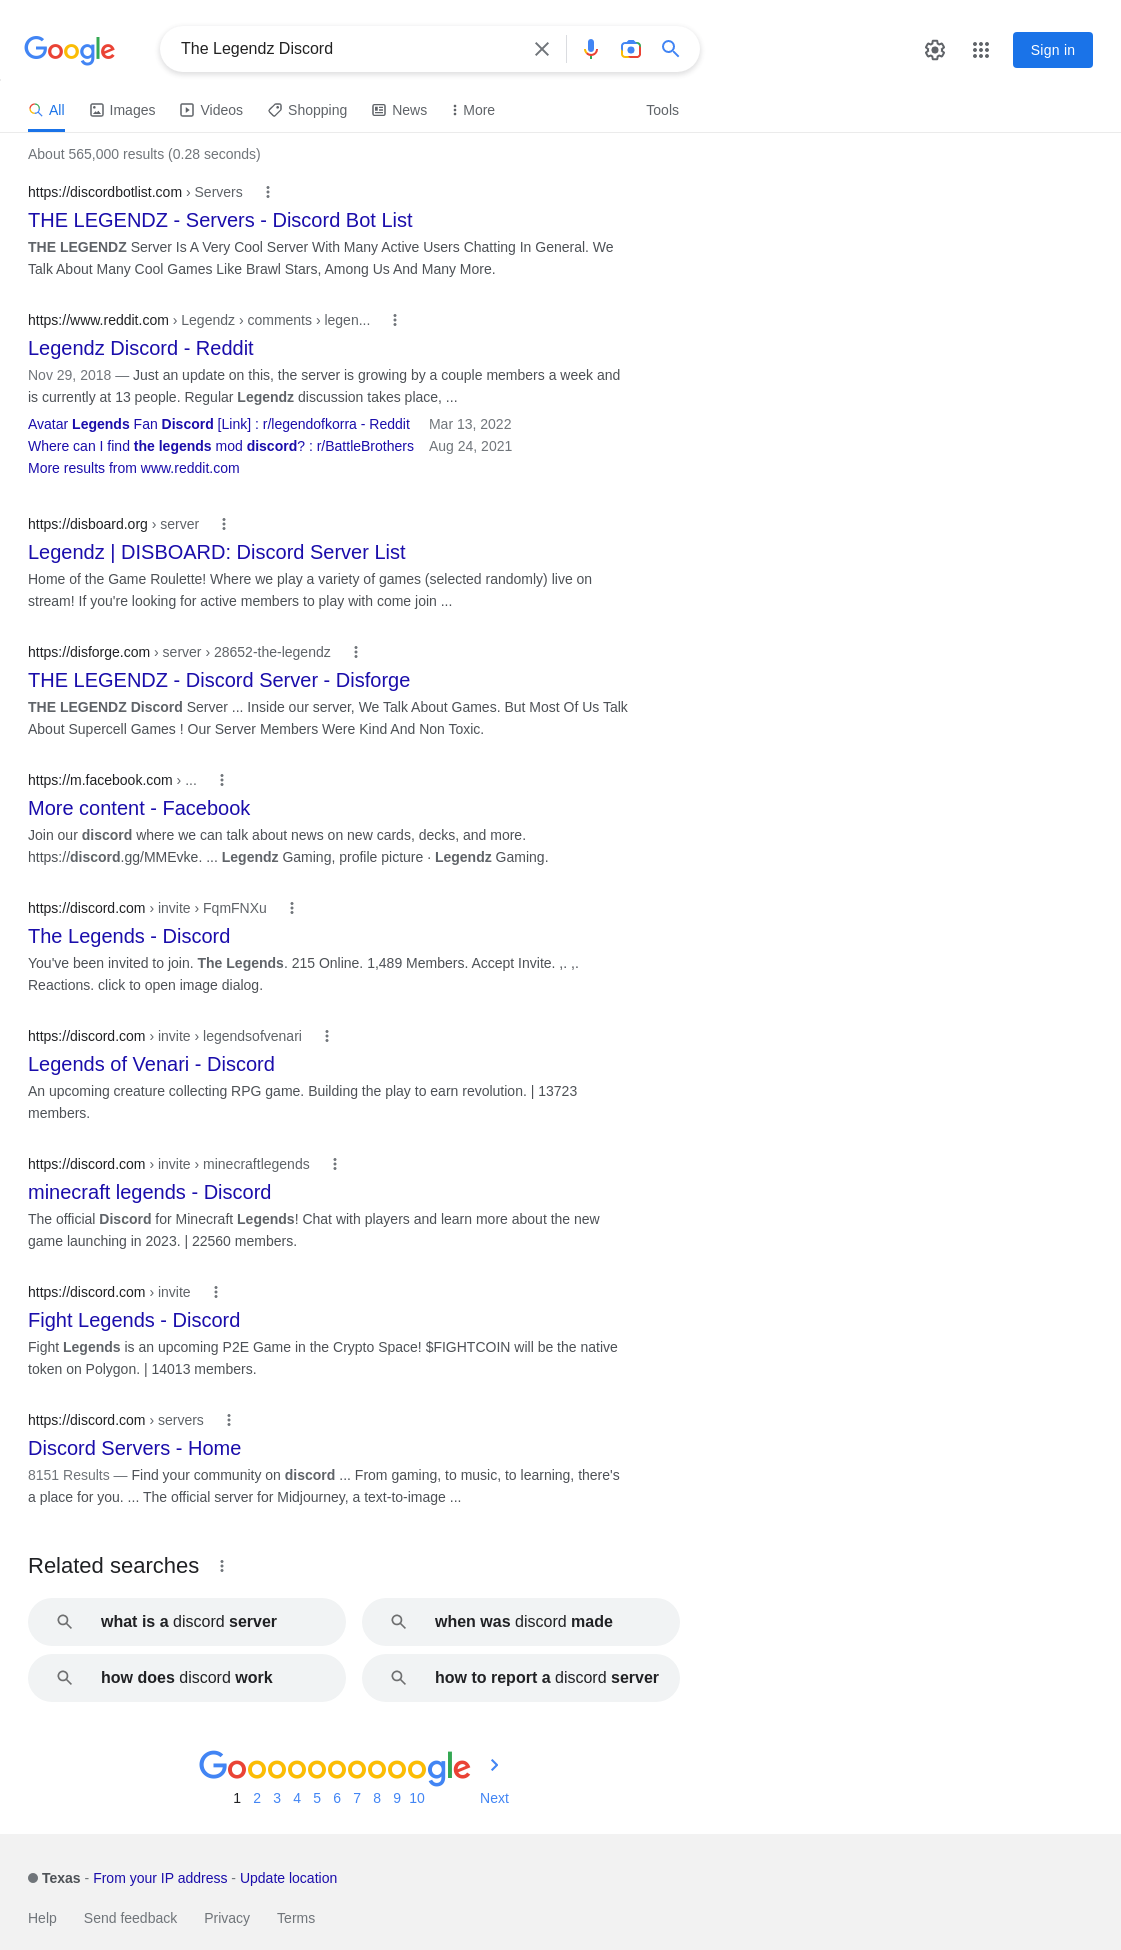 Google
The Legendz Discord
Sign in
All
Images
Videos
Shopping
News
More
Tools
About 565,000 results (0.28 seconds)
https://discordbotlist.com › Servers
THE LEGENDZ - Servers - Discord Bot List
THE LEGENDZ Server Is A Very Cool Server With Many Active Users Chatting In General. We
Talk About Many Cool Games Like Brawl Stars, Among Us And Many More.
https://www.reddit.com › Legendz › comments › legen...
Legendz Discord - Reddit
Nov 29, 2018 — Just an update on this, the server is growing by a couple members a week and
is currently at 13 people. Regular Legendz discussion takes place, ...
Avatar Legends Fan Discord [Link] : r/legendofkorra - Reddit Mar 13, 2022
Where can I find the legends mod discord? : r/BattleBrothers Aug 24, 2021
More results from www.reddit.com
https://disboard.org › server
Legendz | DISBOARD: Discord Server List
Home of the Game Roulette! Where we play a variety of games (selected randomly) live on
stream! If you're looking for active members to play with come join ...
https://disforge.com › server › 28652-the-legendz
THE LEGENDZ - Discord Server - Disforge
THE LEGENDZ Discord Server ... Inside our server, We Talk About Games. But Most Of Us Talk
About Supercell Games ! Our Server Members Were Kind And Non Toxic.
https://m.facebook.com › ...
More content - Facebook
Join our discord where we can talk about news on new cards, decks, and more.
https://discord.gg/MMEvke. ... Legendz Gaming, profile picture · Legendz Gaming.
https://discord.com › invite › FqmFNXu
The Legends - Discord
You've been invited to join. The Legends. 215 Online. 1,489 Members. Accept Invite. ,. ,.
Reactions. click to open image dialog.
https://discord.com › invite › legendsofvenari
Legends of Venari - Discord
An upcoming creature collecting RPG game. Building the play to earn revolution. | 13723
members.
https://discord.com › invite › minecraftlegends
minecraft legends - Discord
The official Discord for Minecraft Legends! Chat with players and learn more about the new
game launching in 2023. | 22560 members.
https://discord.com › invite
Fight Legends - Discord
Fight Legends is an upcoming P2E Game in the Crypto Space! $FIGHTCOIN will be the native
token on Polygon. | 14013 members.
https://discord.com › servers
Discord Servers - Home
8151 Results — Find your community on discord ... From gaming, to music, to learning, there's
a place for you. ... The official server for Midjourney, a text-to-image ...
Related searches
what is a discord server
when was discord made
how does discord work
how to report a discord server
Goooooooooogle
1 2 3 4 5 6 7 8 9 10 Next
Texas - From your IP address - Update location
Help Send feedback Privacy Terms